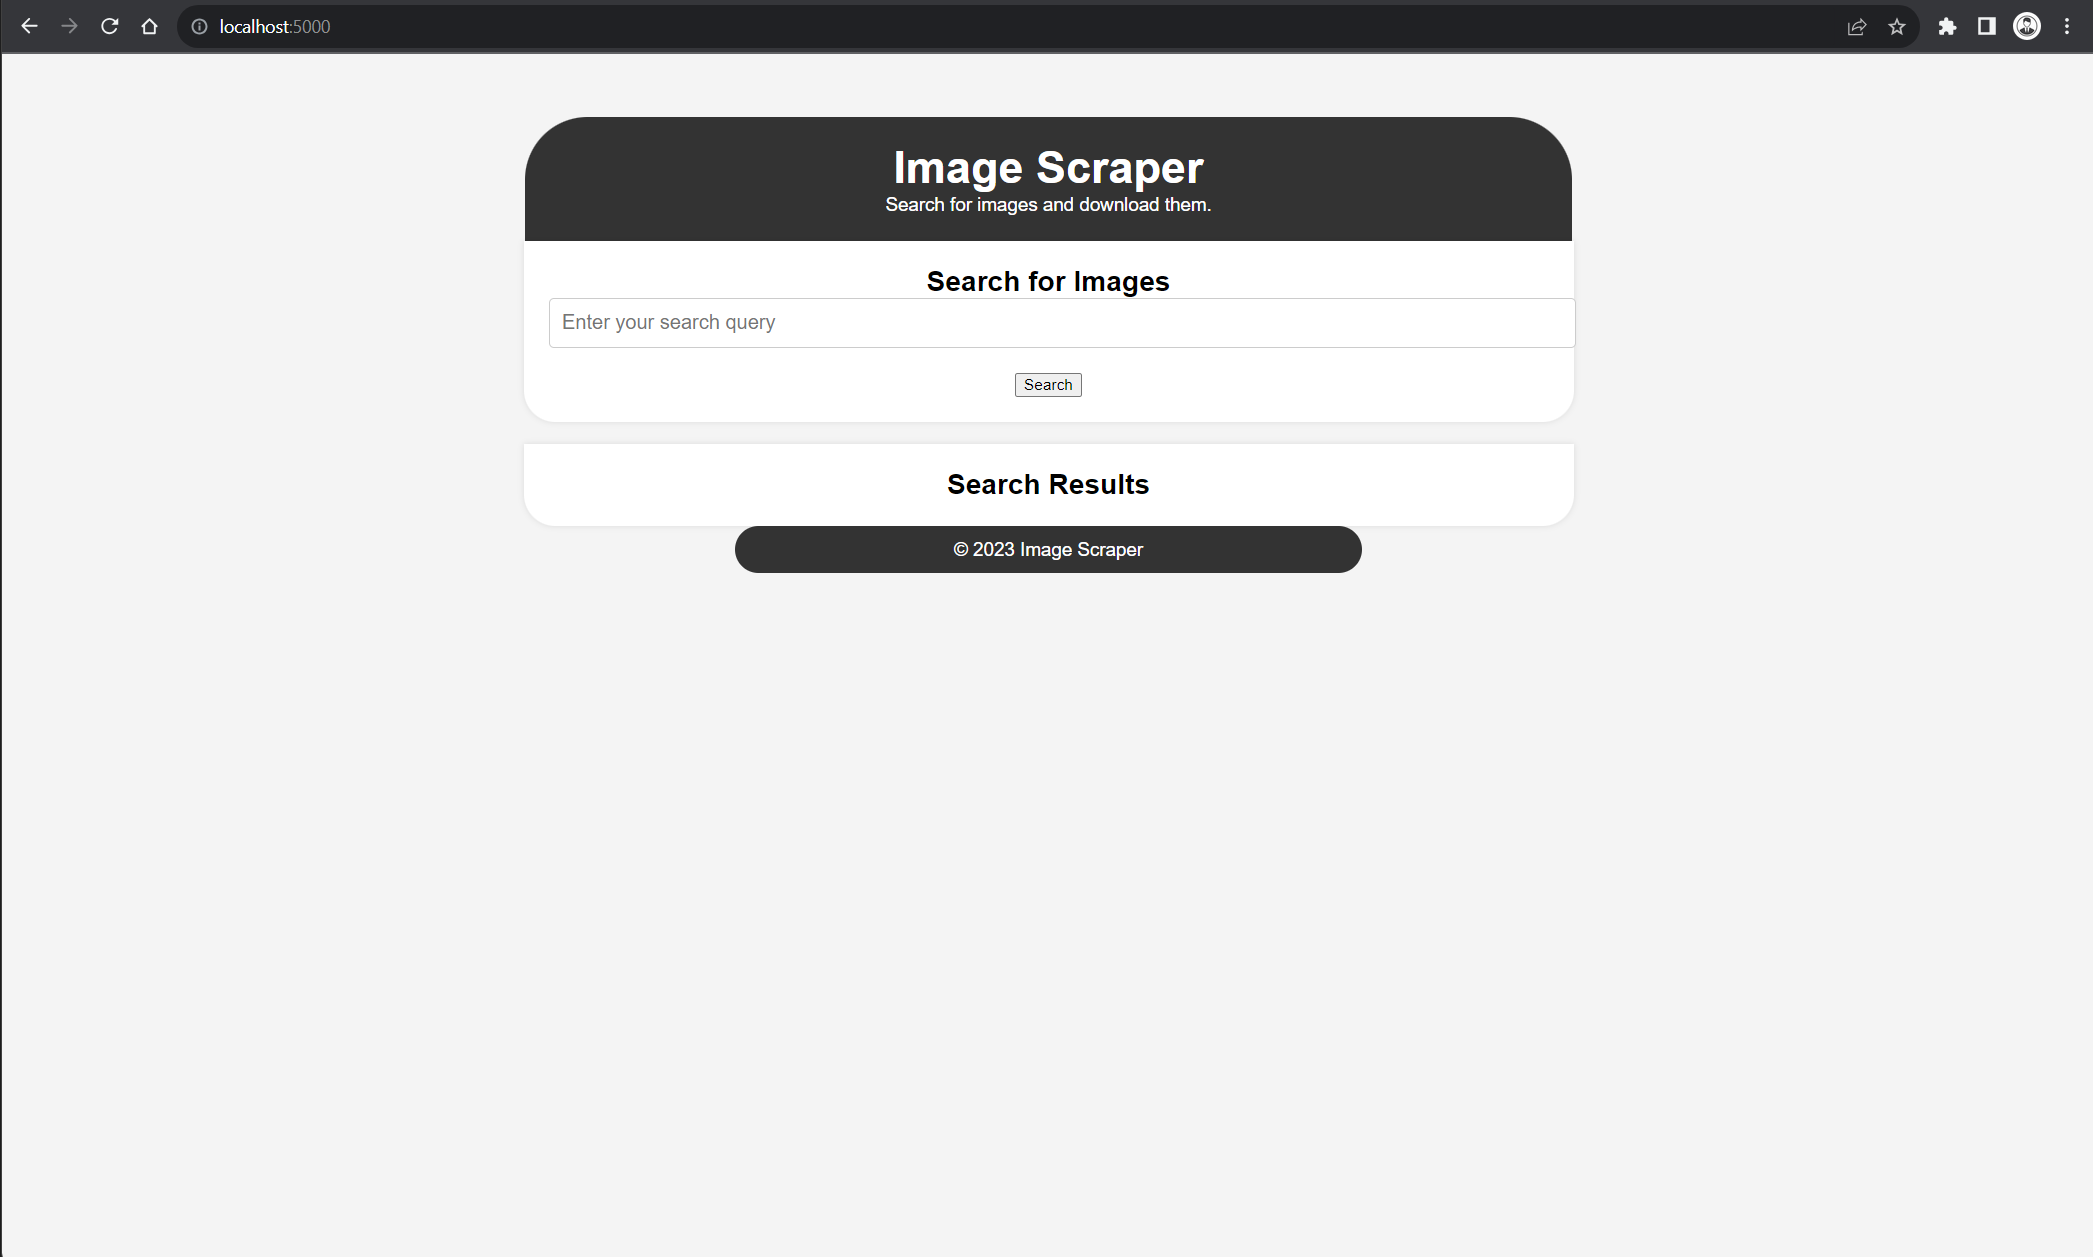 localhost:5000
Image Scraper
Search for images and download them.
Search for Images
Enter your search query
Search
Search Results
© 2023 Image Scraper